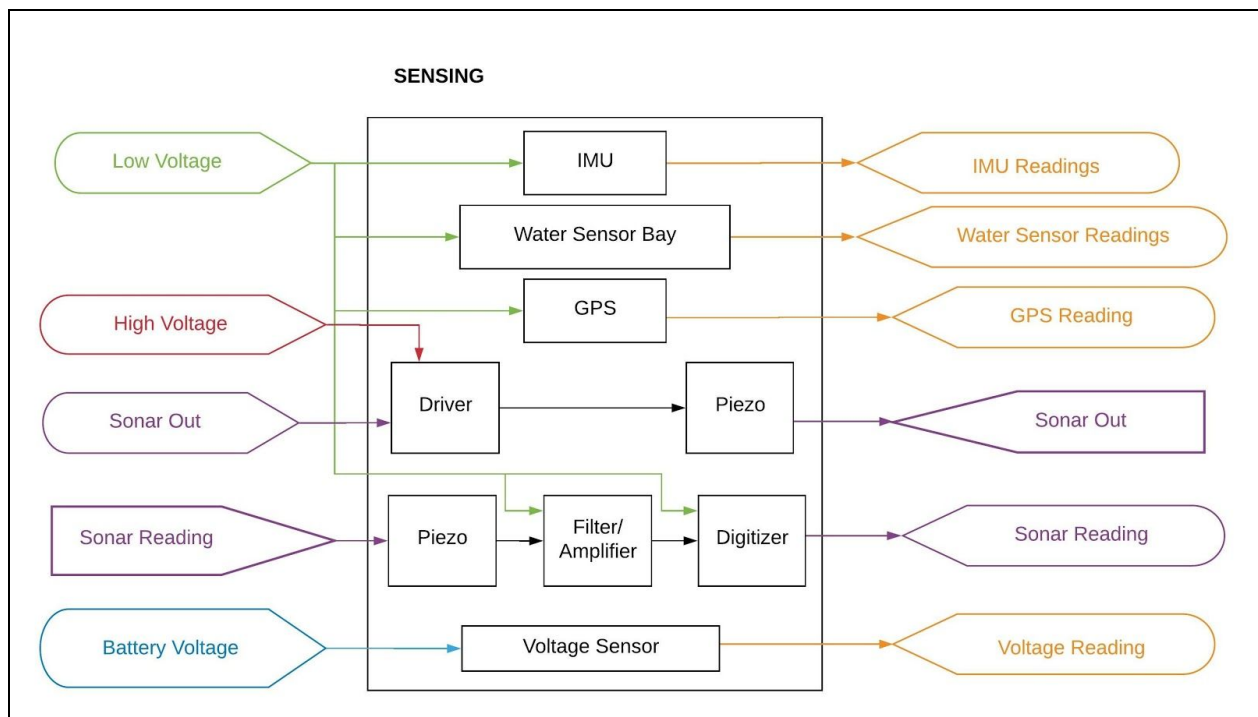 SENSING
Low Voltage
IMU
IMU Readings
Water Sensor Bay
Water Sensor Readings
GPS
GPS Reading
High Voltage
Sonar Out
Driver
Piezo
Sonar Out
Sonar Reading
Piezo
Filter/
Amplifier
Digitizer
Sonar Reading
Battery Voltage
Voltage Sensor
Voltage Reading